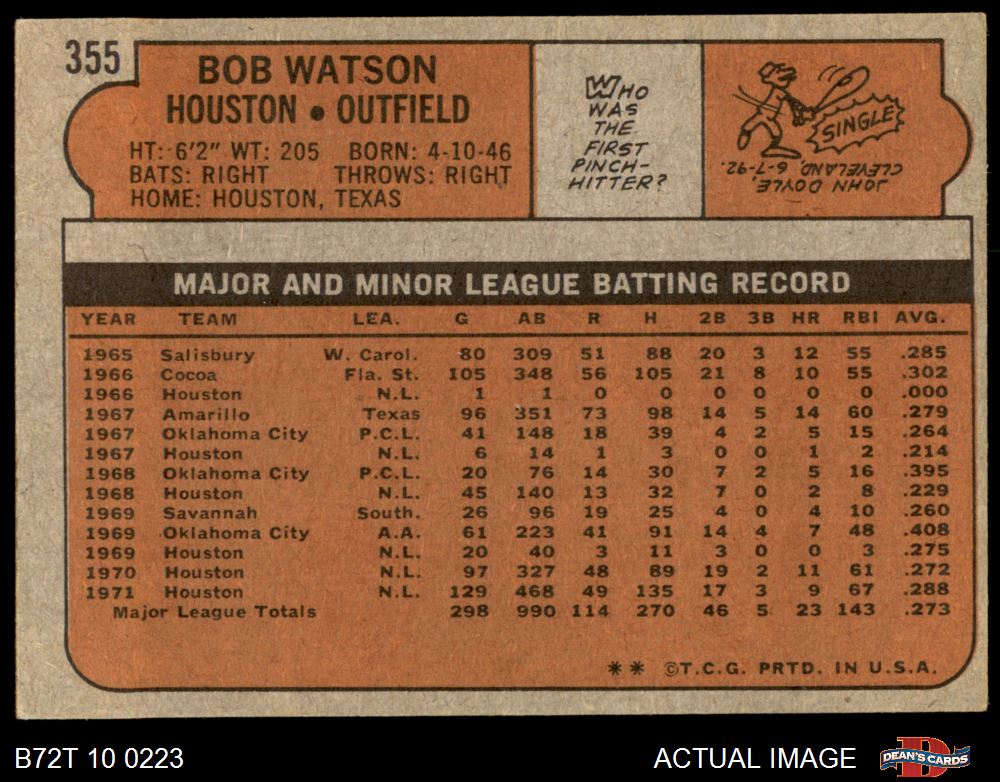 355
BOB WATSON
HOUSTON • OUTFIELD
HT: 6'2" WT: 205 BORN: 4-10-46
BATS: RIGHT THROWS: RIGHT
HOME: HOUSTON, TEXAS
WHO
WAS
THE
FIRST
PINCH-
HITTER?
SINGLE
JOHN DOYLE,
CLEVELAND, 6-7-92.
MAJOR AND MINOR LEAGUE BATTING RECORD
YEAR TEAM LEA. G AB R H 2B 3B HR RBI AVG.
1965 Salisbury W. Carol. 80 309 51 88 20 3 12 55 .285
1966 Cocoa Fla. St. 105 348 56 105 21 8 10 55 .302
1966 Houston N.L. 1 1 0 0 0 0 0 0 .000
1967 Amarillo Texas 96 351 73 98 14 5 14 60 .279
1967 Oklahoma City P.C.L. 41 148 18 39 4 2 5 15 .264
1967 Houston N.L. 6 14 1 3 0 0 1 2 .214
1968 Oklahoma City P.C.L. 20 76 14 30 7 2 5 16 .395
1968 Houston N.L. 45 140 13 32 7 0 2 8 .229
1969 Savannah South. 26 96 19 25 4 0 4 10 .260
1969 Oklahoma City A.A. 61 223 41 91 14 4 7 48 .408
1969 Houston N.L. 20 40 3 11 3 0 0 3 .275
1970 Houston N.L. 97 327 48 89 19 2 11 61 .272
1971 Houston N.L. 129 468 49 135 17 3 9 67 .288
Major League Totals 298 990 114 270 46 5 23 143 .273
** ©T.C.G. PRTD. IN U.S.A.
B72T 10 0223
ACTUAL IMAGE
DEAN'S CARDS